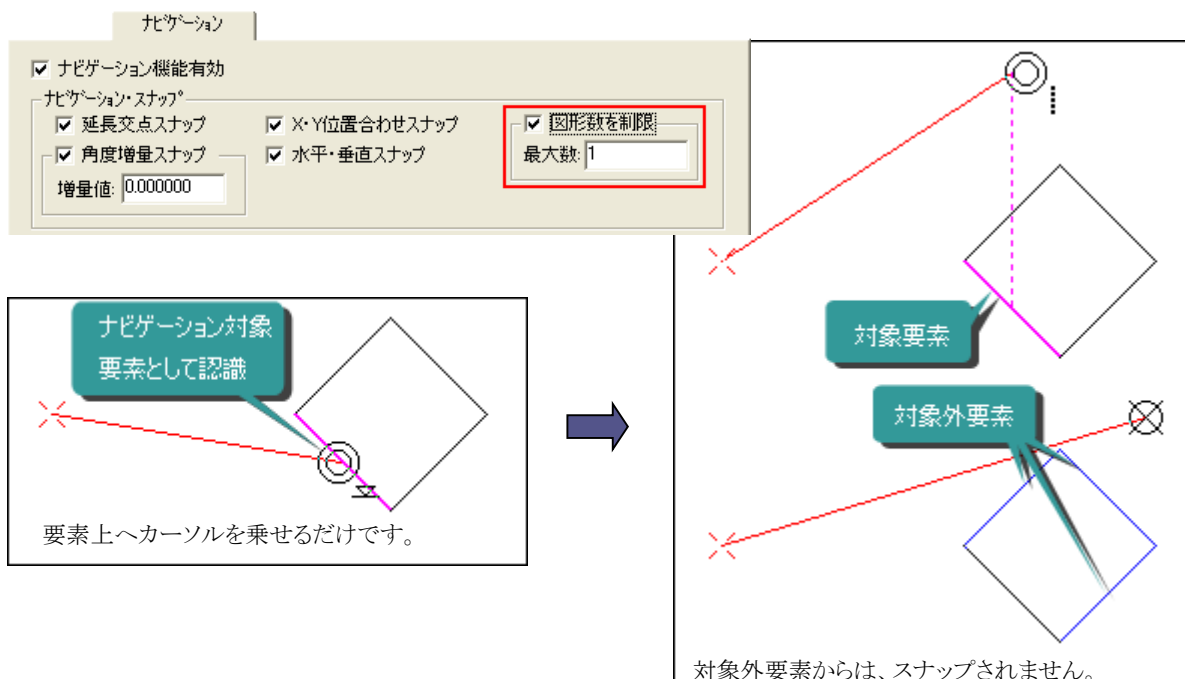 ナビゲーション
ナビゲーション機能有効
ナビゲーション・スナップ
延長交点スナップ
X・Y位置合わせスナップ
図形数を制限
角度増量スナップ
水平・垂直スナップ
最大数: 1
増量値: 0.000000
ナビゲーション対象
要素として認識
要素上へカーソルを乗せるだけです。
対象要素
対象外要素
対象外要素からは、スナップされません。